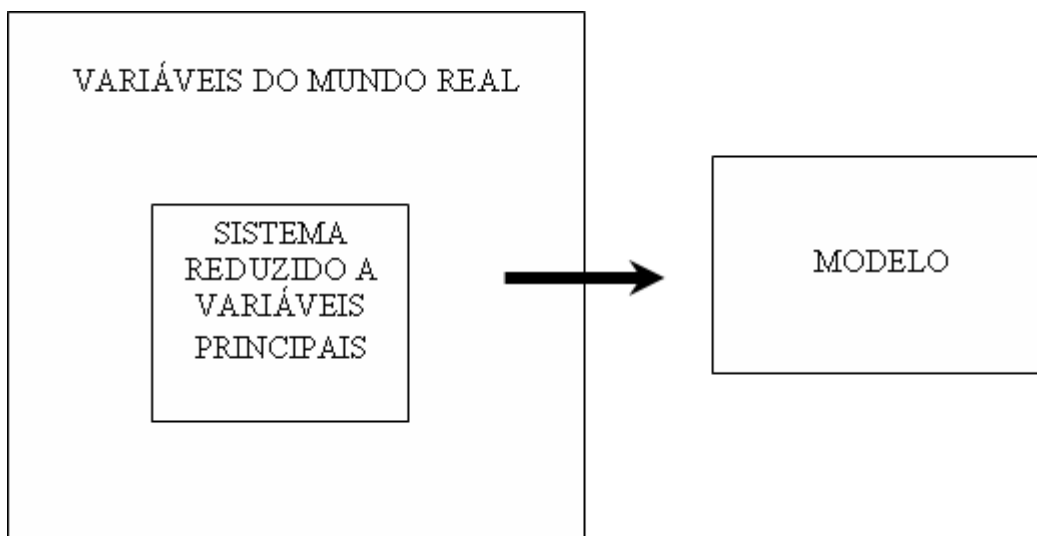 VARIÁVEIS DO MUNDO REAL
SISTEMA
REDUZIDO A
VARIÁVEIS
PRINCIPAIS
MODELO